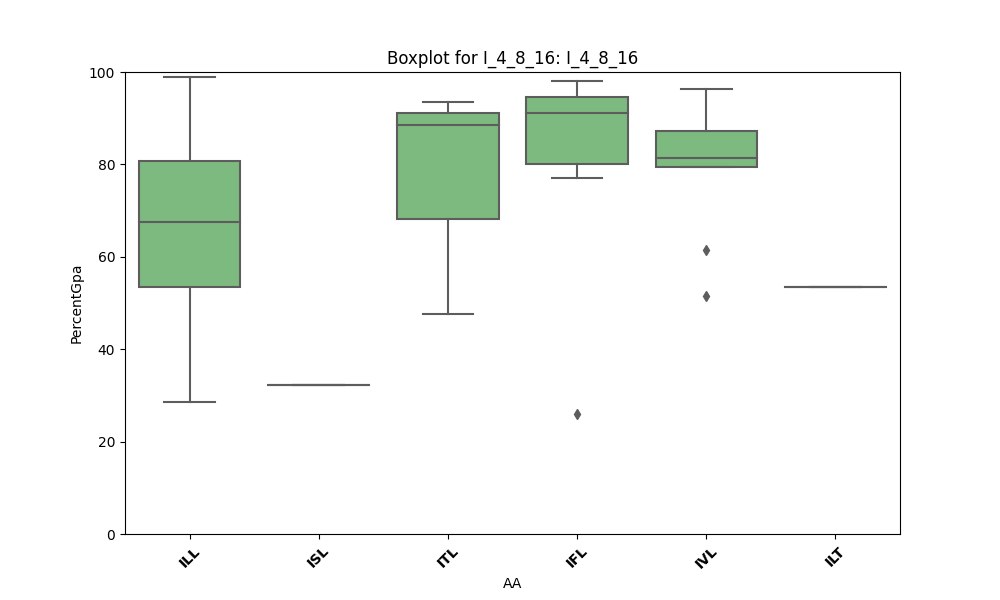 Boxplot for I_4_8_16: I_4_8_16
100
80
60
40
20
0
PercentGpa
ILL
ISL
ITL
IFL
IVL
ILT
AA